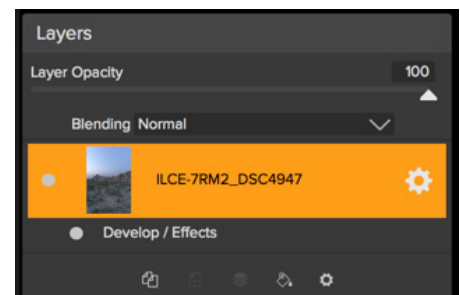 Layers
Layer Opacity 100
Blending Normal
ILCE-7RM2_DSC4947
Develop / Effects